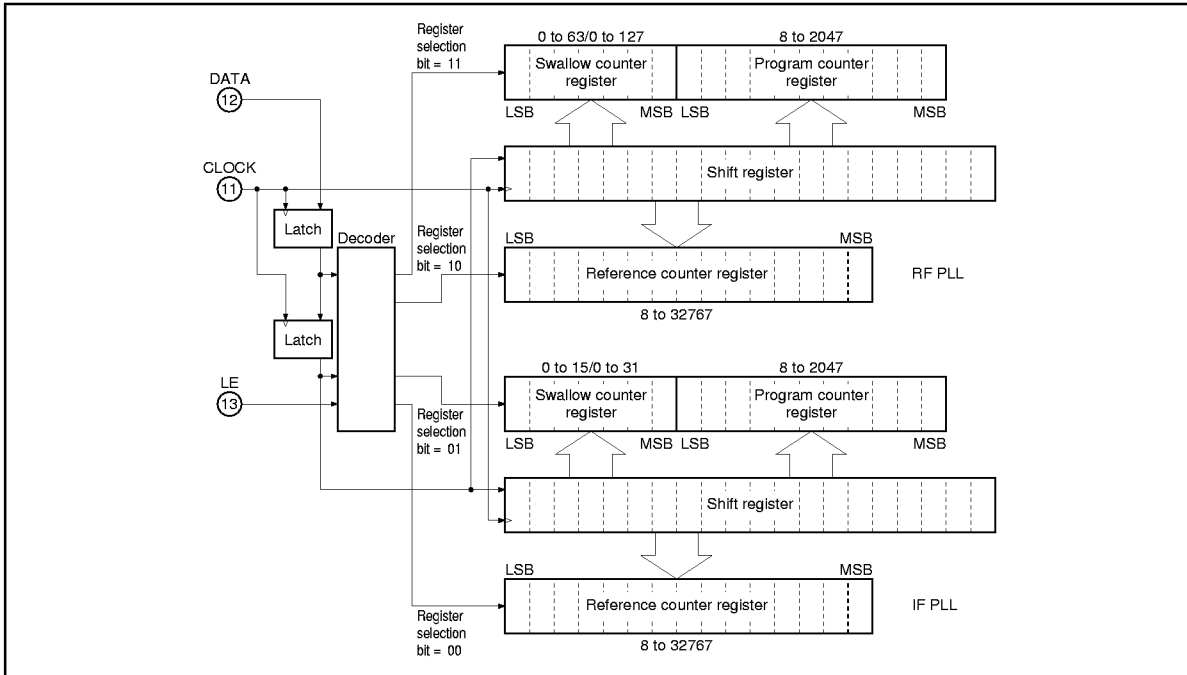 Register
selection
bit = 11
0 to 63/0 to 127
8 to 2047
Swallow counter
register
Program counter
register
LSB
MSB
LSB
MSB
DATA
12
CLOCK
11
Shift register
Latch
Decoder
Register
selection
bit = 10
LSB
MSB
Reference counter register
RF PLL
8 to 32767
Latch
LE
13
0 to 15/0 to 31
8 to 2047
Swallow counter
register
Program counter
register
LSB
MSB
LSB
MSB
Register
selection
bit = 01
Shift register
LSB
MSB
Reference counter register
IF PLL
8 to 32767
Register
selection
bit = 00